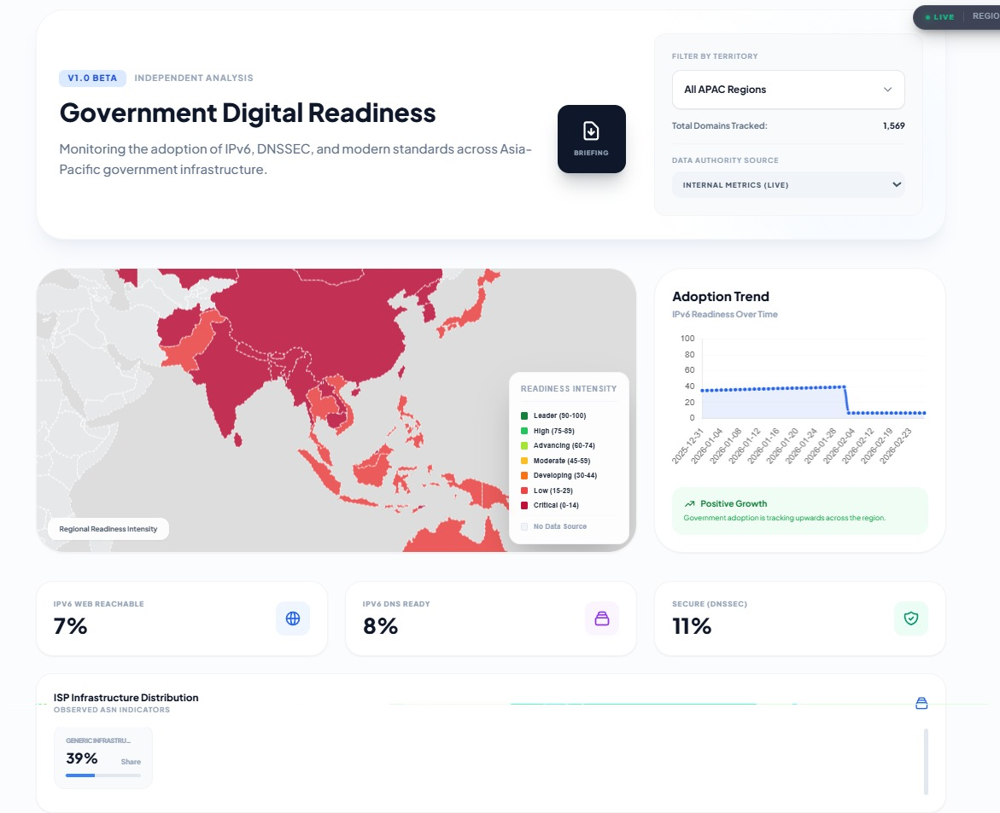 LIVE
V1.0 BETA INDEPENDENT ANALYSIS
Government Digital Readiness
Monitoring the adoption of IPv6, DNSSEC, and modern standards across Asia-
Pacific government infrastructure.
BRIEFING
FILTER BY TERRITORY
All APAC Regions
Total Domains Tracked: 1,569
DATA AUTHORITY SOURCE
INTERNAL METRICS (LIVE)
READINESS INTENSITY
Leader (90-100)
High (75-89)
Advancing (60-74)
Moderate (45-59)
Developing (30-44)
Low (15-29)
Critical (0-14)
No Data Source
Regional Readiness Intensity
Adoption Trend
IPv6 Readiness Over Time
100
80
60
40
20
0
2025-12-31
2026-01-04
2026-01-08
2026-01-12
2026-01-16
2026-01-20
2026-01-24
2026-01-28
2026-02-04
2026-02-12
2026-02-19
2026-02-23
Positive Growth
Government adoption is tracking upwards across the region.
IPV6 WEB REACHABLE
7%
IPV6 DNS READY
8%
SECURE (DNSSEC)
11%
ISP Infrastructure Distribution
OBSERVED ASN INDICATORS
GENERIC INFRASTRU...
39% Share